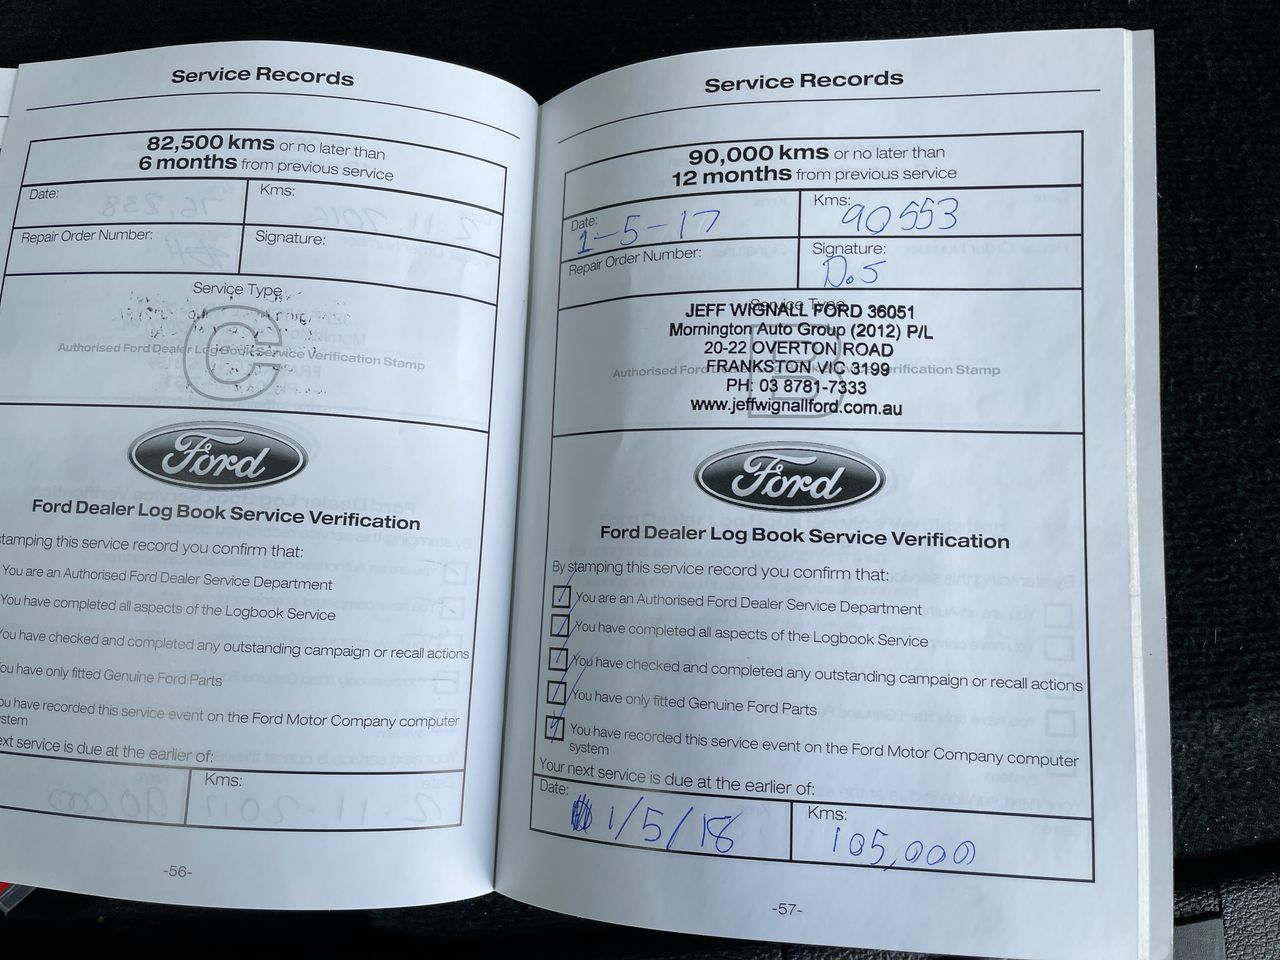 Service Records
82,500 kms or no later than
6 months from previous service
Date:
Kms:
Repair Order Number:
Signature:
Service Type
C
Authorised Ford Dealer Log Book Service Verification Stamp
Ford
Ford Dealer Log Book Service Verification
stamping this service record you confirm that:
You are an Authorised Ford Dealer Service Department
You have completed all aspects of the Logbook Service
You have checked and completed any outstanding campaign or recall actions
ou have only fitted Genuine Ford Parts
ou have recorded this service event on the Ford Motor Company computer
ystem
ext service is due at the earlier of:
Kms:
-56-
Service Records
90,000 kms or no later than
12 months from previous service
Date: 1-5-17
Kms: 90553
Repair Order Number:
Signature: D.S
Service Type
JEFF WIGNALL FORD 36051
Mornington Auto Group (2012) P/L
20-22 OVERTON ROAD
FRANKSTON VIC 3199
Authorised Ford erification Stamp
PH: 03 8781-7333
www.jeffwignallford.com.au
B
Ford
Ford Dealer Log Book Service Verification
By stamping this service record you confirm that:
You are an Authorised Ford Dealer Service Department
You have completed all aspects of the Logbook Service
You have checked and completed any outstanding campaign or recall actions
You have only fitted Genuine Ford Parts
You have recorded this service event on the Ford Motor Company computer
system
Your next service is due at the earlier of:
Date: 1/5/18
Kms: 105,000
-57-